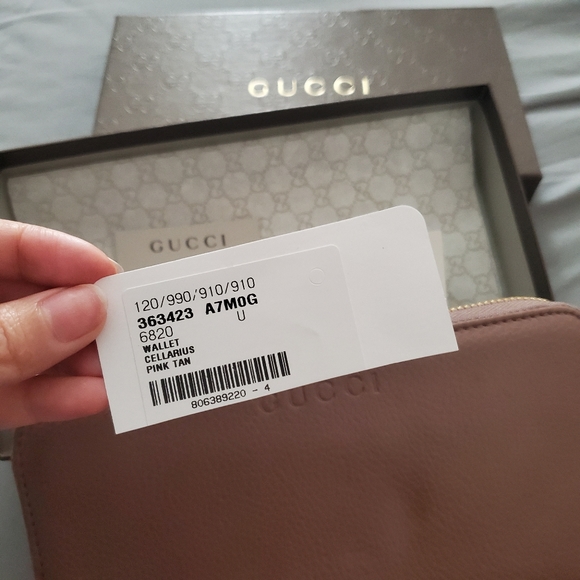 GUCCI
GUCCI
120/990/910/910
363423 A7M0G
6820 U
WALLET
CELLARIUS
PINK TAN
806389220 - 4
GUCCI